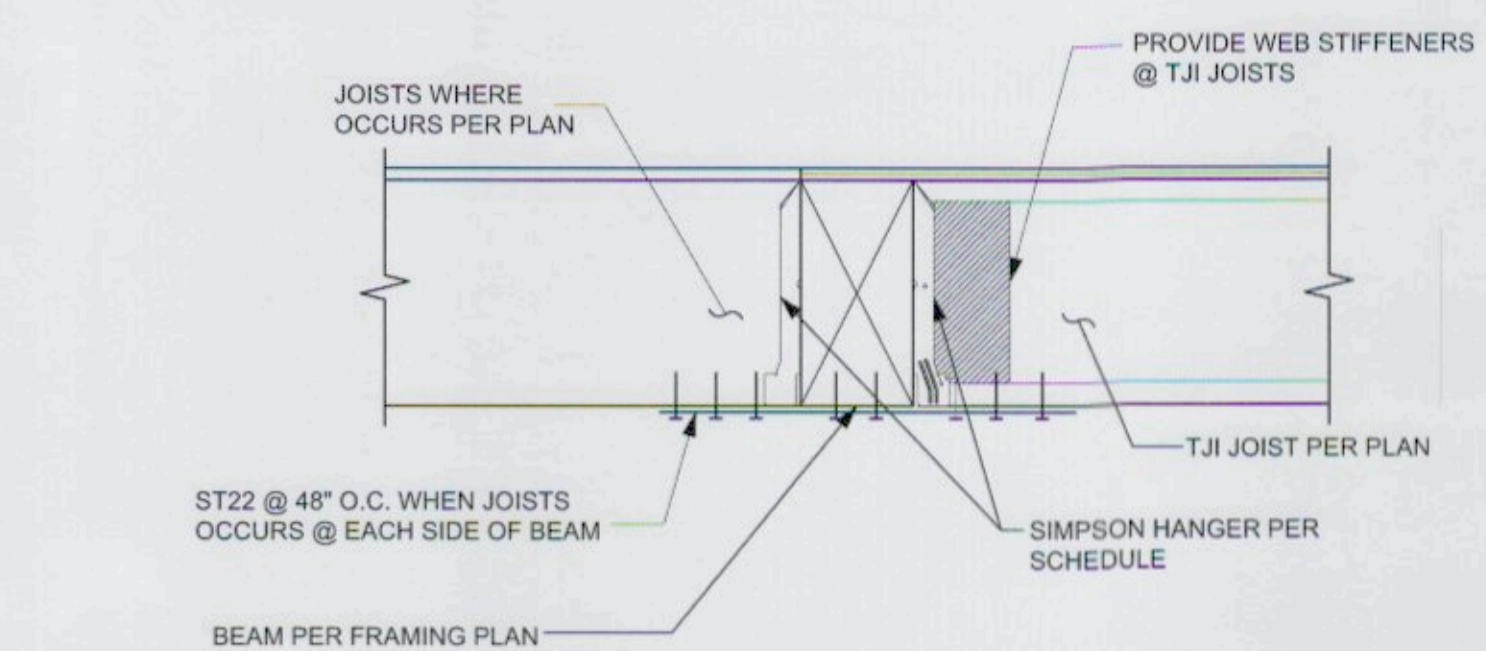 PROVIDE WEB STIFFENERS
@ TJI JOISTS
JOISTS WHERE
OCCURS PER PLAN
TJI JOIST PER PLAN
ST22 @ 48" O.C. WHEN JOISTS
OCCURS @ EACH SIDE OF BEAM
SIMPSON HANGER PER
SCHEDULE
BEAM PER FRAMING PLAN